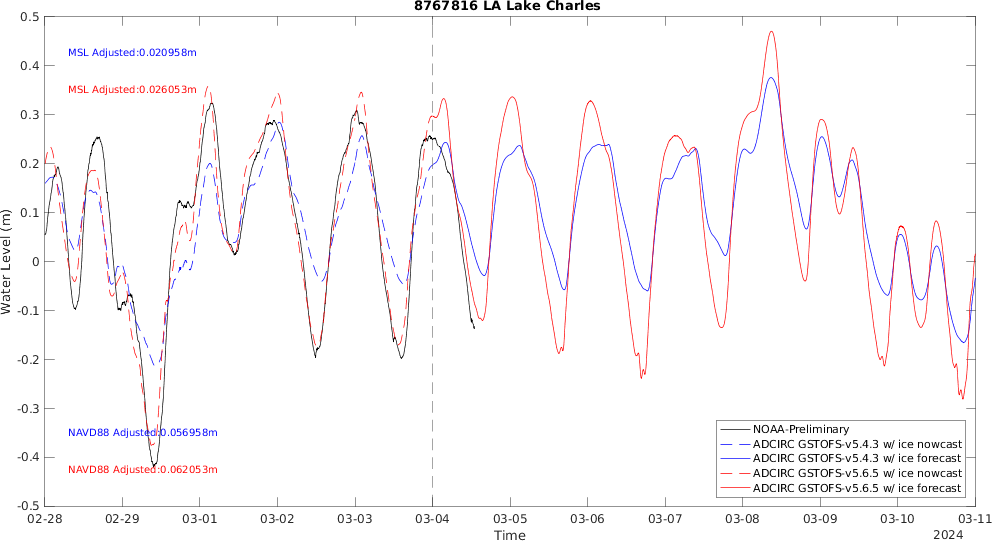 8767816 LA Lake Charles
0.5
0.4
0.3
0.2
0.1
0
-0.1
-0.2
-0.3
-0.4
-0.5
Water Level (m)
MSL Adjusted:0.020958m
MSL Adjusted:0.026053m
NAVD88 Adjusted:0.056958m
NAVD88 Adjusted:0.062053m
NOAA-Preliminary
ADCIRC GSTOFS-v5.4.3 w/ ice nowcast
ADCIRC GSTOFS-v5.4.3 w/ ice forecast
ADCIRC GSTOFS-v5.6.5 w/ ice nowcast
ADCIRC GSTOFS-v5.6.5 w/ ice forecast
02-28 02-29 03-01 03-02 03-03 03-04 03-05 03-06 03-07 03-08 03-09 03-10 03-11
Time
2024